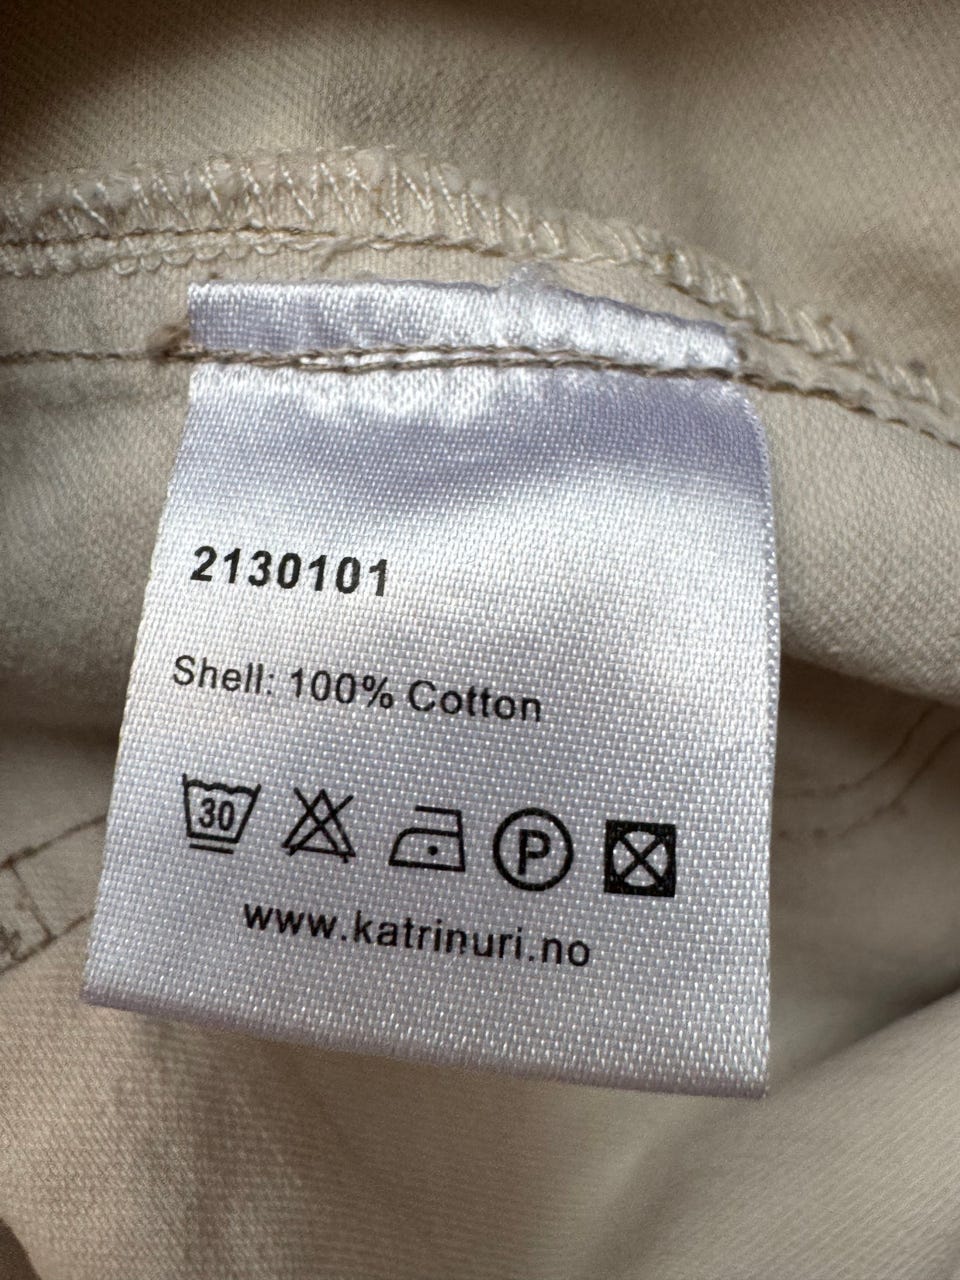 2130101
Shell: 100% Cotton
30 P
www.katrinuri.no